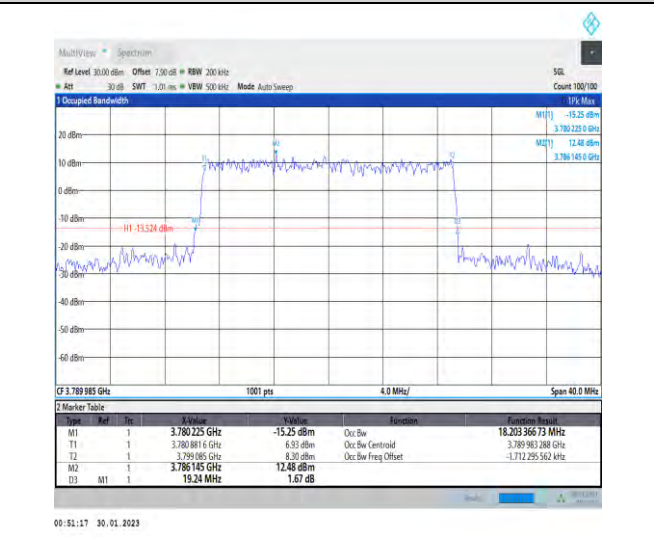 MultiView Spectrum
Ref Level 30.00 dBm Offset 7.90 dB RBW 200 kHz SGL
Att 30 dB SWT 1.01 ms VBW 500 kHz Mode Auto Sweep Count 100/100
1 Occupied Bandwidth 1Pk Max
M1[1] -15.25 dBm
3.780 225 0 GHz
M2[1] 12.48 dBm
3.786 145 0 GHz
20 dBm
M2
T1 T2
10 dBm
0 dBm
-10 dBm
H1 -13.524 dBm
-20 dBm
-30 dBm
-40 dBm
-50 dBm
-60 dBm
CF 3.789 985 GHz 1001 pts 4.0 MHz/ Span 40.0 MHz
2 Marker Table
Type Ref Trc X-Value Y-Value Function Function Result
M1 1 3.780 225 GHz -15.25 dBm Occ Bw 18.203 366 73 MHz
T1 1 3.780 881 6 GHz 6.93 dBm Occ Bw Centroid 3.789 983 288 GHz
T2 1 3.799 085 GHz 8.30 dBm Occ Bw Freq Offset -1.712 295 562 kHz
M2 1 3.786 145 GHz 12.48 dBm
D3 M1 1 19.24 MHz 1.67 dB
00:51:17 30.01.2023